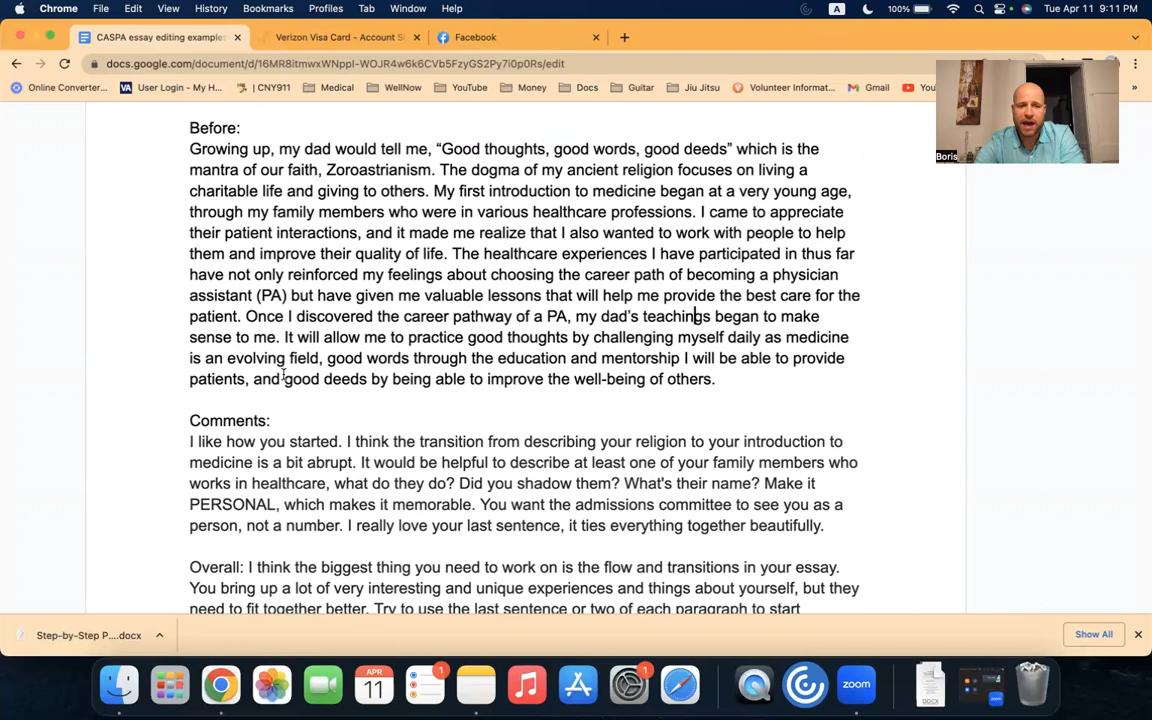 Chrome File Edit View History Bookmarks Profiles Tab Window Help A 100% Tue Apr 11 9:11 PM
CASPA essay editing examples Verizon Visa Card - Account S Facebook
docs.google.com/document/d/16MR8itmwxWNppI-WOJR4w6k6CVb5FzyGS2Py7i0p0Rs/edit
Online Converter... User Login - My H... CNY911 Medical WellNow YouTube Money Docs Guitar Jiu Jitsu Volunteer Informat... Gmail You
Boris
Before:
Growing up, my dad would tell me, “Good thoughts, good words, good deeds” which is the
mantra of our faith, Zoroastrianism. The dogma of my ancient religion focuses on living a
charitable life and giving to others. My first introduction to medicine began at a very young age,
through my family members who were in various healthcare professions. I came to appreciate
their patient interactions, and it made me realize that I also wanted to work with people to help
them and improve their quality of life. The healthcare experiences I have participated in thus far
have not only reinforced my feelings about choosing the career path of becoming a physician
assistant (PA) but have given me valuable lessons that will help me provide the best care for the
patient. Once I discovered the career pathway of a PA, my dad’s teachings began to make
sense to me. It will allow me to practice good thoughts by challenging myself daily as medicine
is an evolving field, good words through the education and mentorship I will be able to provide
patients, and good deeds by being able to improve the well-being of others.
Comments:
I like how you started. I think the transition from describing your religion to your introduction to
medicine is a bit abrupt. It would be helpful to describe at least one of your family members who
works in healthcare, what do they do? Did you shadow them? What's their name? Make it
PERSONAL, which makes it memorable. You want the admissions committee to see you as a
person, not a number. I really love your last sentence, it ties everything together beautifully.
Overall: I think the biggest thing you need to work on is the flow and transitions in your essay.
You bring up a lot of very interesting and unique experiences and things about yourself, but they
need to fit together better. Try to use the last sentence or two of each paragraph to start
Step-by-Step P....docx Show All
APR
11 1 1 zoom DOCX